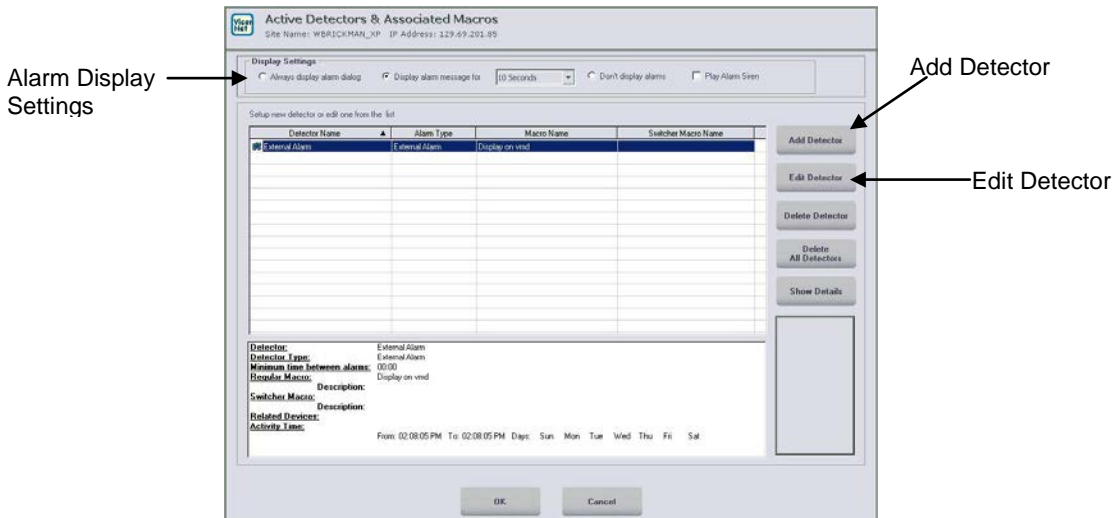 Vicon Net
Active Detectors & Associated Macros
Site Name: WBRICKMAN_XP IP Address: 129.69.201.85
Alarm Display Settings
Display Settings
Always display alarm dialog
Display alarm message for
10 Seconds
Don't display alarms
Play Alarm Siren
Add Detector
Setup new detector or edit one from the list
Detector Name Alarm Type Macro Name Switcher Macro Name
External Alarm External Alarm Display on vmd
Add Detector
Edit Detector
Edit Detector
Delete Detector
Delete
All Detectors
Show Details
Detector: External Alarm
Detector Type: External Alarm
Minimum time between alarms: 00:00
Regular Macro: Display on vmd
Description:
Switcher Macro:
Description:
Related Devices:
Activity Time:
From: 02:08:05 PM To: 02:08:05 PM Days: Sun Mon Tue Wed Thu Fri Sat
OK Cancel